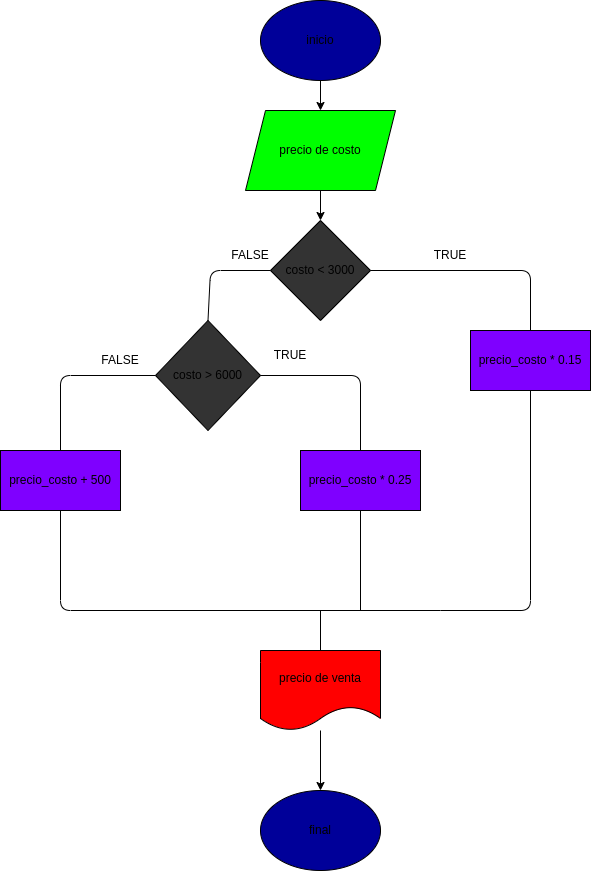 inicio
precio de costo
FALSE
costo < 3000
TRUE
FALSE
costo > 6000
TRUE
precio_costo * 0.15
precio_costo + 500
precio_costo * 0.25
precio de venta
final